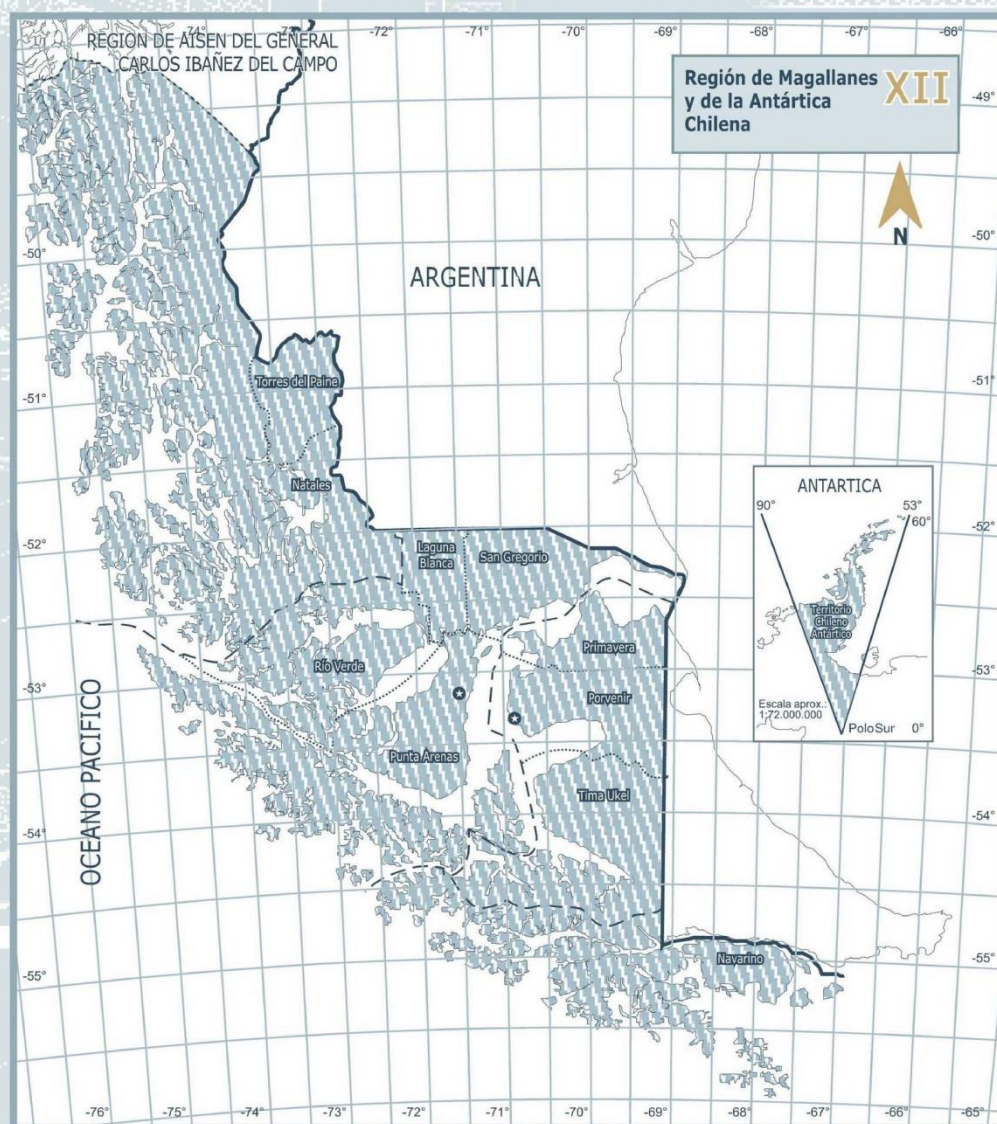 REGION DE AISEN DEL GENERAL
CARLOS IBAÑEZ DEL CAMPO
-74°
-72°
-71°
-70°
-69°
-68°
-67°
-66°
-65°
Región de Magallanes
y de la Antártica
Chilena
XII
N
-49°
-50°
-50°
ARGENTINA
Torres del Paine
-51°
-51°
Natales
ANTARTICA
90°
53°
60°
Territorio
Chileno
Antártico
Escala aprox.:
1:72.000.000
PoloSur
0°
-52°
-52°
Laguna
Blanca
San Gregorio
Primavera
Río Verde
-53°
-53°
Porvenir
Punta Arenas
Tima Ukel
OCEANO PACIFICO
-54°
-54°
-55°
-55°
Navarino
-76°
-75°
-74°
-73°
-72°
-71°
-70°
-69°
-68°
-67°
-66°